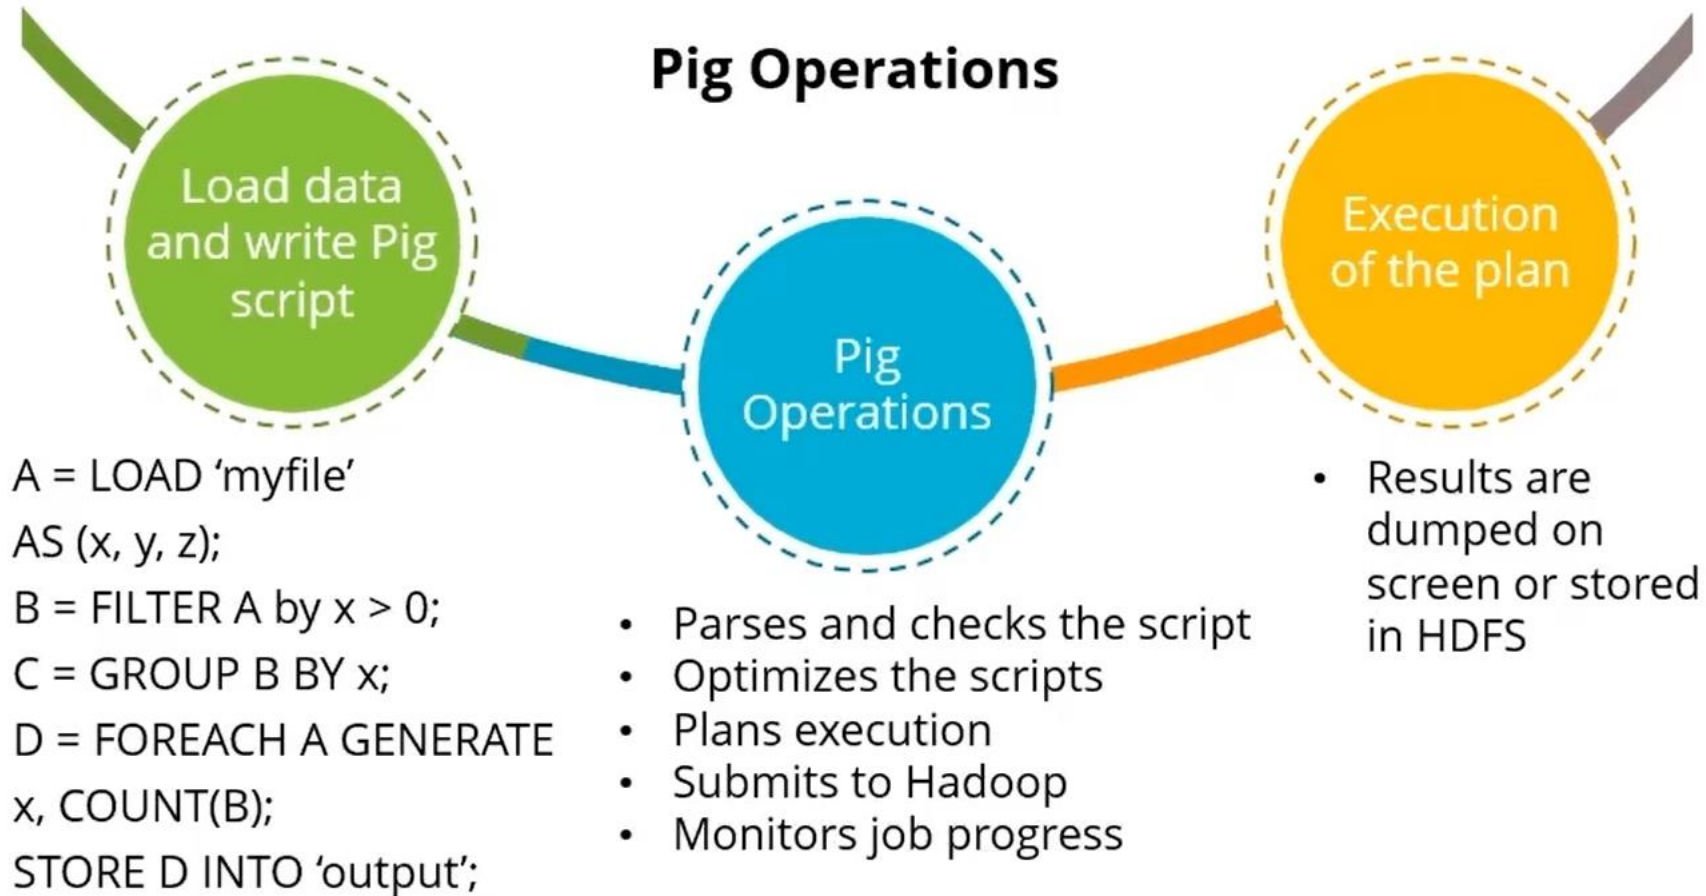 Pig Operations
Load data
and write Pig
script
A = LOAD ‘myfile’
AS (x, y, z);
B = FILTER A by x > 0;
C = GROUP B BY x;
D = FOREACH A GENERATE
x, COUNT(B);
STORE D INTO ‘output’;
Pig
Operations
• Parses and checks the script
• Optimizes the scripts
• Plans execution
• Submits to Hadoop
• Monitors job progress
Execution
of the plan
• Results are
dumped on
screen or stored
in HDFS